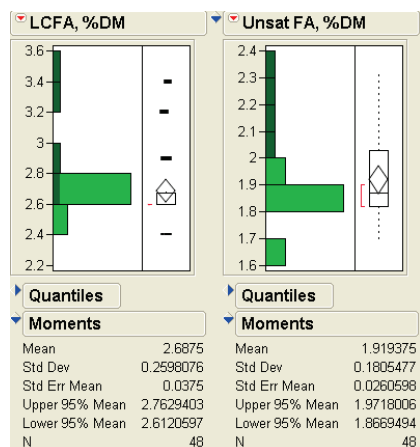 LCFA, %DM
3.6
3.4
3.2
3
2.8
2.6
2.4
2.2
Quantiles
Moments
Mean 2.6875
Std Dev 0.2598076
Std Err Mean 0.0375
Upper 95% Mean 2.7629403
Lower 95% Mean 2.6120597
N 48
Unsat FA, %DM
2.4
2.3
2.2
2.1
2
1.9
1.8
1.7
1.6
Quantiles
Moments
Mean 1.919375
Std Dev 0.1805477
Std Err Mean 0.0260598
Upper 95% Mean 1.9718006
Lower 95% Mean 1.8669494
N 48